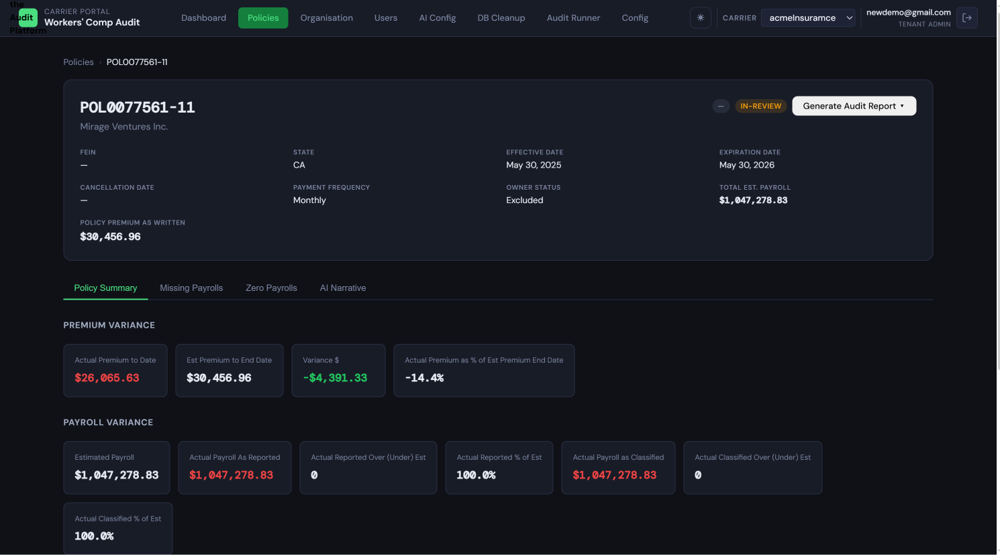 the
Audit
Platform
CARRIER PORTAL
Workers' Comp Audit
Dashboard
Policies
Organisation
Users
AI Config
DB Cleanup
Audit Runner
Config
CARRIER
acmeInsuramce
newdemo@gmail.com
TENANT ADMIN
Policies › POL0077561-11
POL0077561-11
Mirage Ventures Inc.
—
IN-REVIEW
Generate Audit Report ▾
FEIN
—
STATE
CA
EFFECTIVE DATE
May 30, 2025
EXPIRATION DATE
May 30, 2026
CANCELLATION DATE
—
PAYMENT FREQUENCY
Monthly
OWNER STATUS
Excluded
TOTAL EST. PAYROLL
$1,047,278.83
POLICY PREMIUM AS WRITTEN
$30,456.96
Policy Summary
Missing Payrolls
Zero Payrolls
AI Narrative
PREMIUM VARIANCE
Actual Premium to Date
$26,065.63
Est Premium to End Date
$30,456.96
Variance $
-$4,391.33
Actual Premium as % of Est Premium End Date
-14.4%
PAYROLL VARIANCE
Estimated Payroll
$1,047,278.83
Actual Payroll As Reported
$1,047,278.83
Actual Reported Over (Under) Est
0
Actual Reported % of Est
100.0%
Actual Payroll as Classified
$1,047,278.83
Actual Classified Over (Under) Est
0
Actual Classified % of Est
100.0%